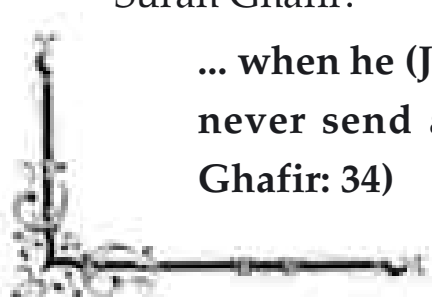 Surah Ghafir:
... when he (J
never send a
Ghafir: 34)